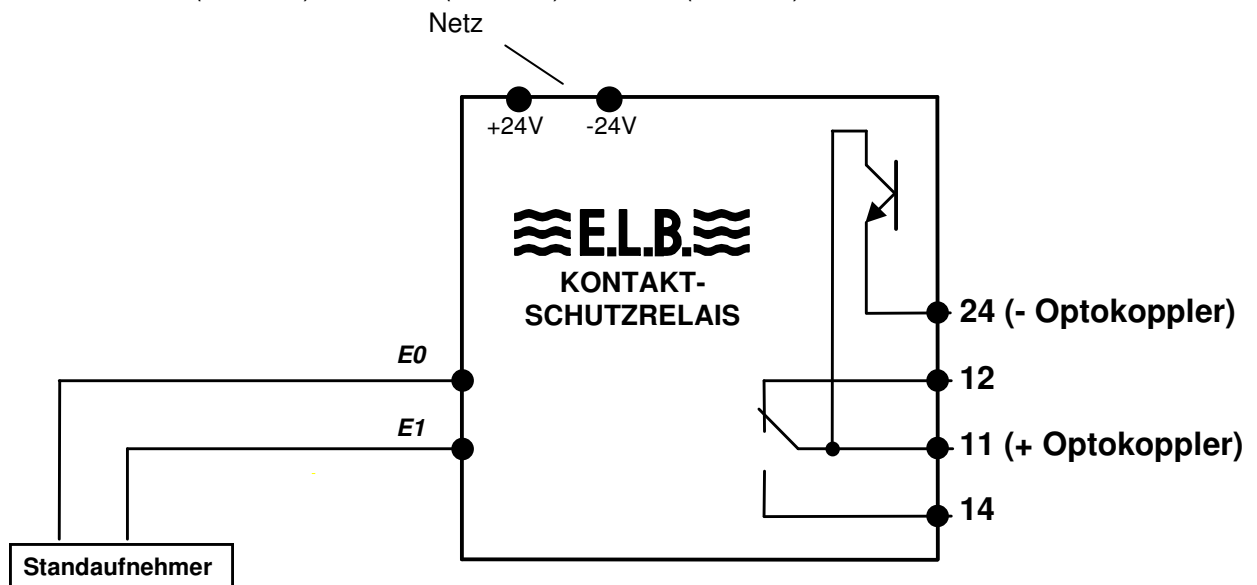 Netz
+24V
-24V
E.L.B.
KONTAKT-
SCHUTZRELAIS
24 (- Optokoppler)
E0
12
E1
11 (+ Optokoppler)
14
Standaufnehmer